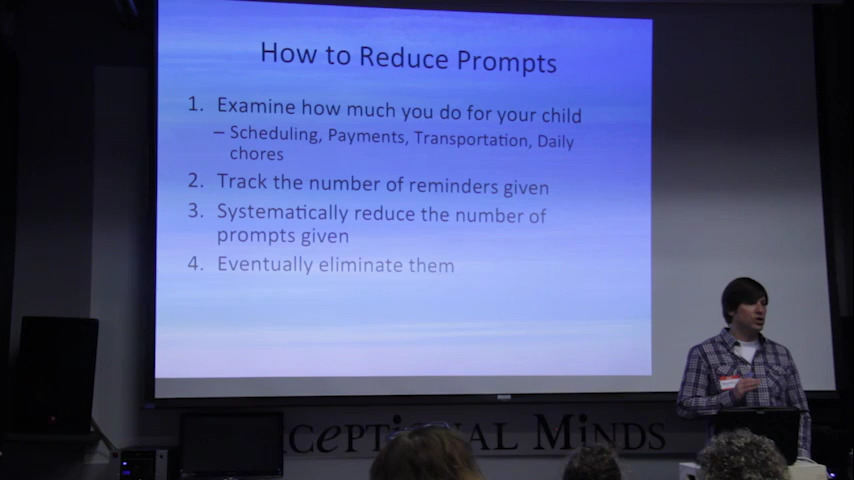 How to Reduce Prompts
1. Examine how much you do for your child
– Scheduling, Payments, Transportation, Daily
chores
2. Track the number of reminders given
3. Systematically reduce the number of
prompts given
4. Eventually eliminate them
MINDS